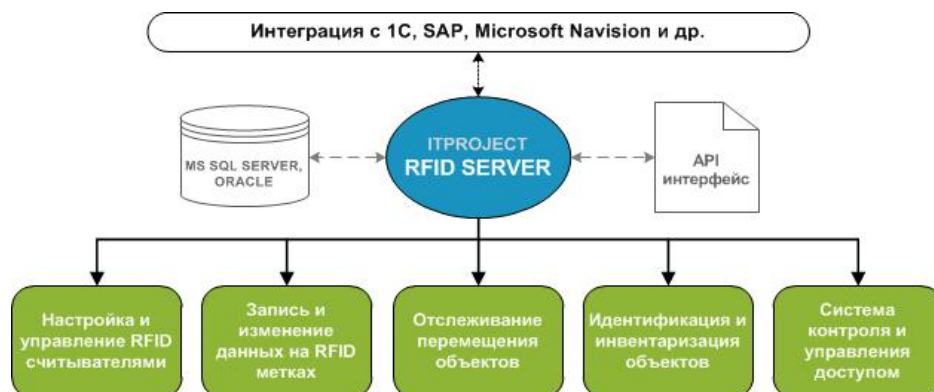 Интеграция с 1С, SAP, Microsoft Navision и др.
MS SQL SERVER,
ORACLE
ITPROJECT
RFID SERVER
API
интерфейс
Настройка и
управление RFID
считывателями
Запись и
изменение
данных на RFID
метках
Отслеживание
перемещения
объектов
Идентификация и
инвентаризация
объектов
Система
контроля и
управления
доступом